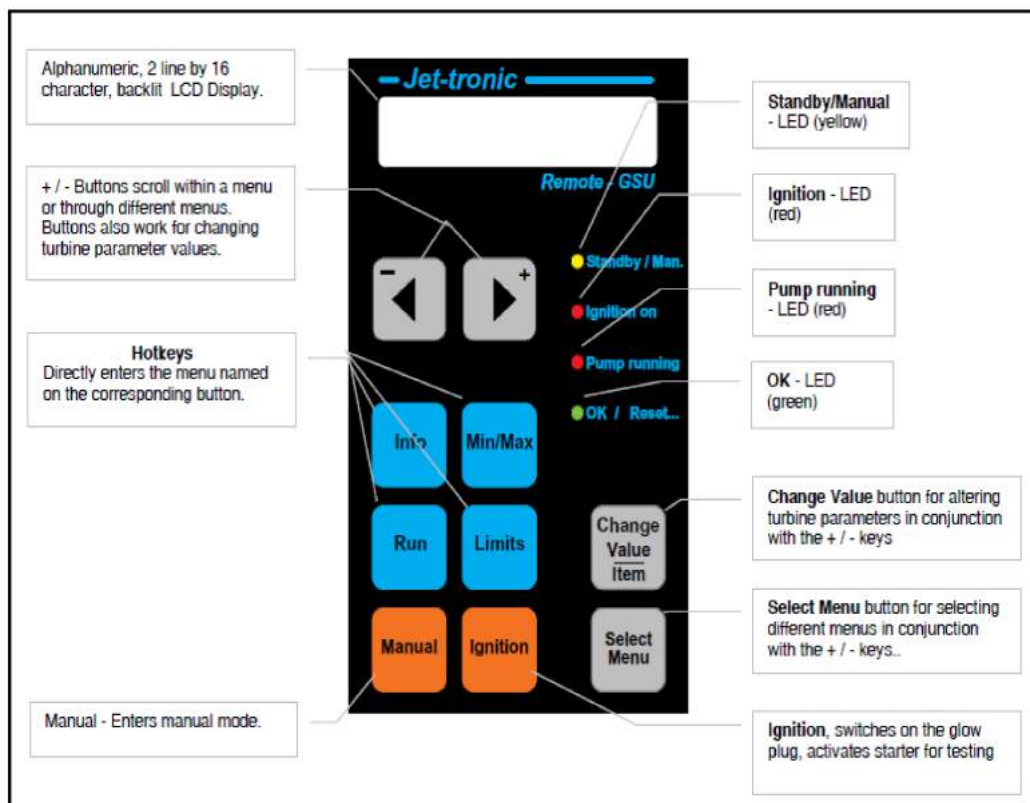 Alphanumeric, 2 line by 16
character, backlit LCD Display.
+ / - Buttons scroll within a menu
or through different menus.
Buttons also work for changing
turbine parameter values.
Hotkeys
Directly enters the menu named
on the corresponding button.
Manual - Enters manual mode.
Jet-tronic
Remote - GSU
-
+
Standby / Man.
Ignition on
Pump running
OK / Reset...
Info
Min/Max
Run
Limits
Change
Value
Item
Manual
Ignition
Select
Menu
Standby/Manual
- LED (yellow)
Ignition - LED
(red)
Pump running
- LED (red)
OK - LED
(green)
Change Value button for altering
turbine parameters in conjunction
with the + / - keys
Select Menu button for selecting
different menus in conjunction
with the + / - keys..
Ignition, switches on the glow
plug, activates starter for testing